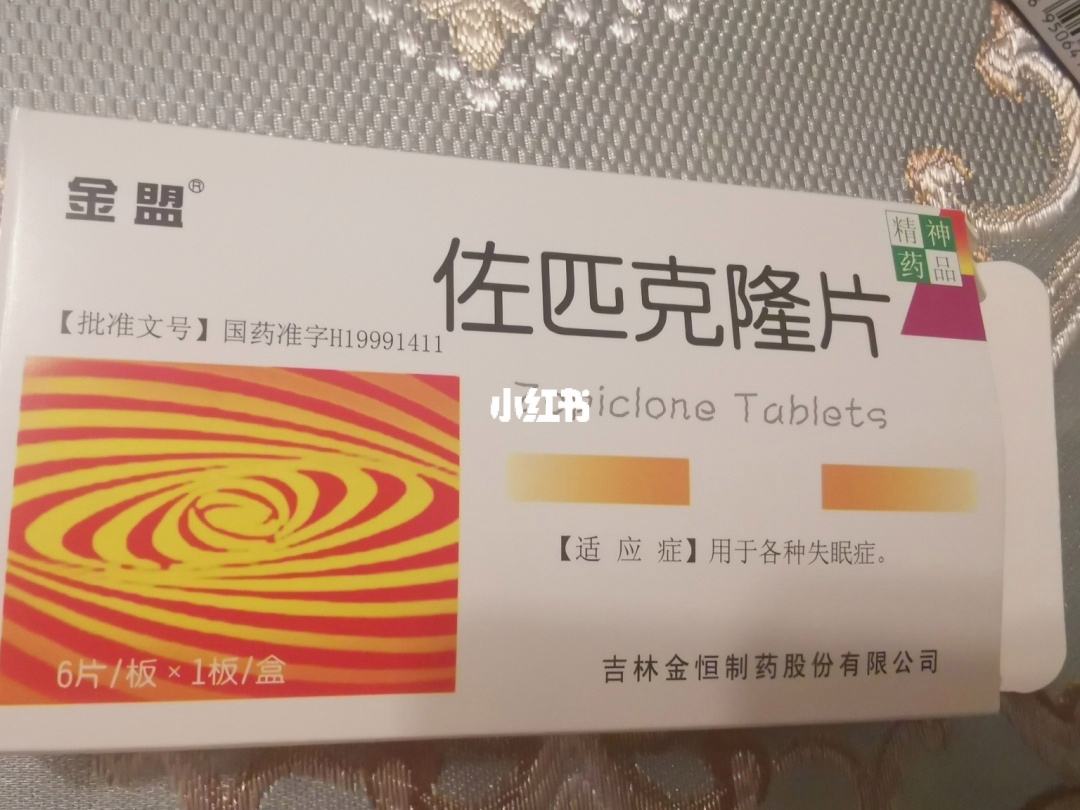 金盟®
精神
药品
佐匹克隆片
【批准文号】国药准字H19991411
Zopiclone Tablets
小红书
【适应症】用于各种失眠症。
6片/板×1板/盒
吉林金恒制药股份有限公司